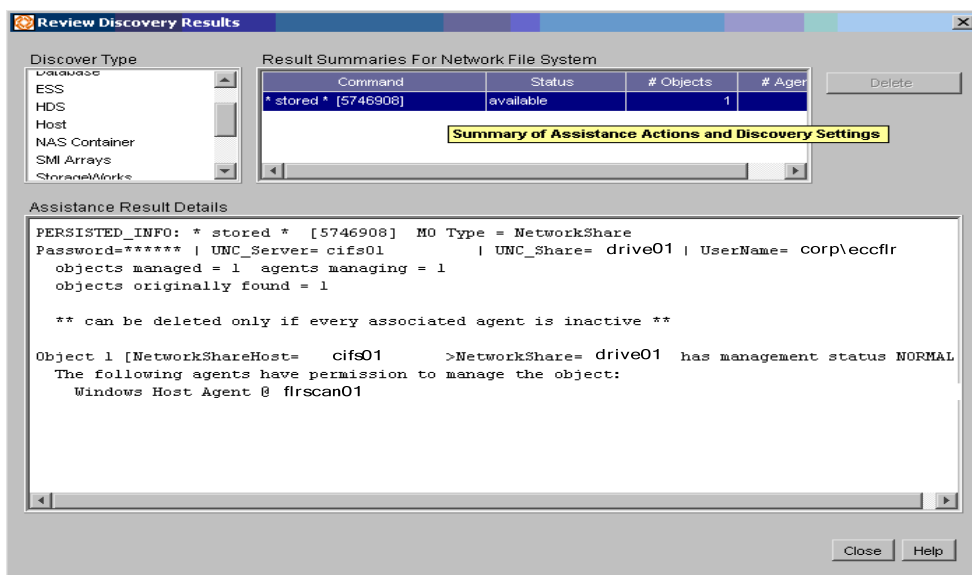 Review Discovery Results
Discover Type
Database
ESS
HDS
Host
NAS Container
SMI Arrays
StorageWorks
Result Summaries For Network File System
Command Status # Objects # Agen
* stored * [5746908] available 1
Summary of Assistance Actions and Discovery Settings
Delete
Assistance Result Details
PERSISTED_INFO: * stored * [5746908] MO Type = NetworkShare
Password=****** | UNC_Server= cifs01 | UNC_Share= drive01 | UserName= corp\eccflr
objects managed = 1 agents managing = 1
objects originally found = 1
** can be deleted only if every associated agent is inactive **
Object 1 [NetworkShareHost= cifs01 >NetworkShare= drive01 has management status NORMAL
The following agents have permission to manage the object:
Windows Host Agent @ flrscan01
Close Help